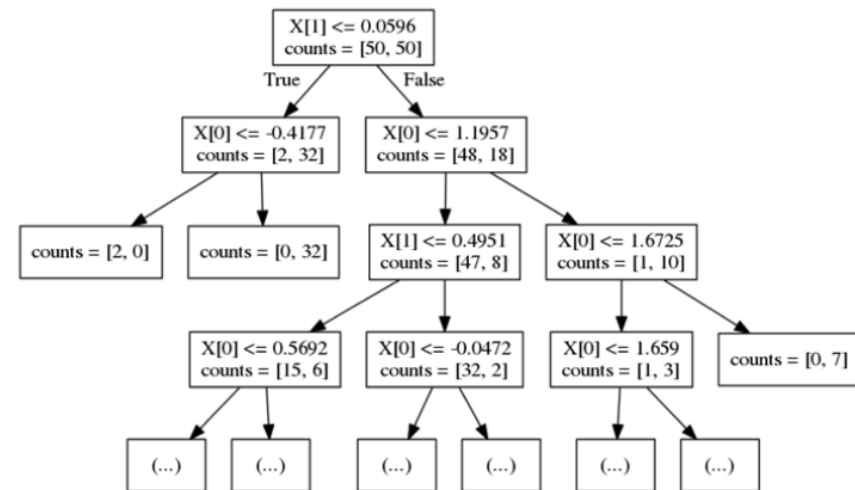 X[1] <= 0.0596
counts = [50, 50]
True
False
X[0] <= -0.4177
counts = [2, 32]
X[0] <= 1.1957
counts = [48, 18]
counts = [2, 0]
counts = [0, 32]
X[1] <= 0.4951
counts = [47, 8]
X[0] <= 1.6725
counts = [1, 10]
X[0] <= 0.5692
counts = [15, 6]
X[0] <= -0.0472
counts = [32, 2]
X[0] <= 1.659
counts = [1, 3]
counts = [0, 7]
(...)
(...)
(...)
(...)
(...)
(...)